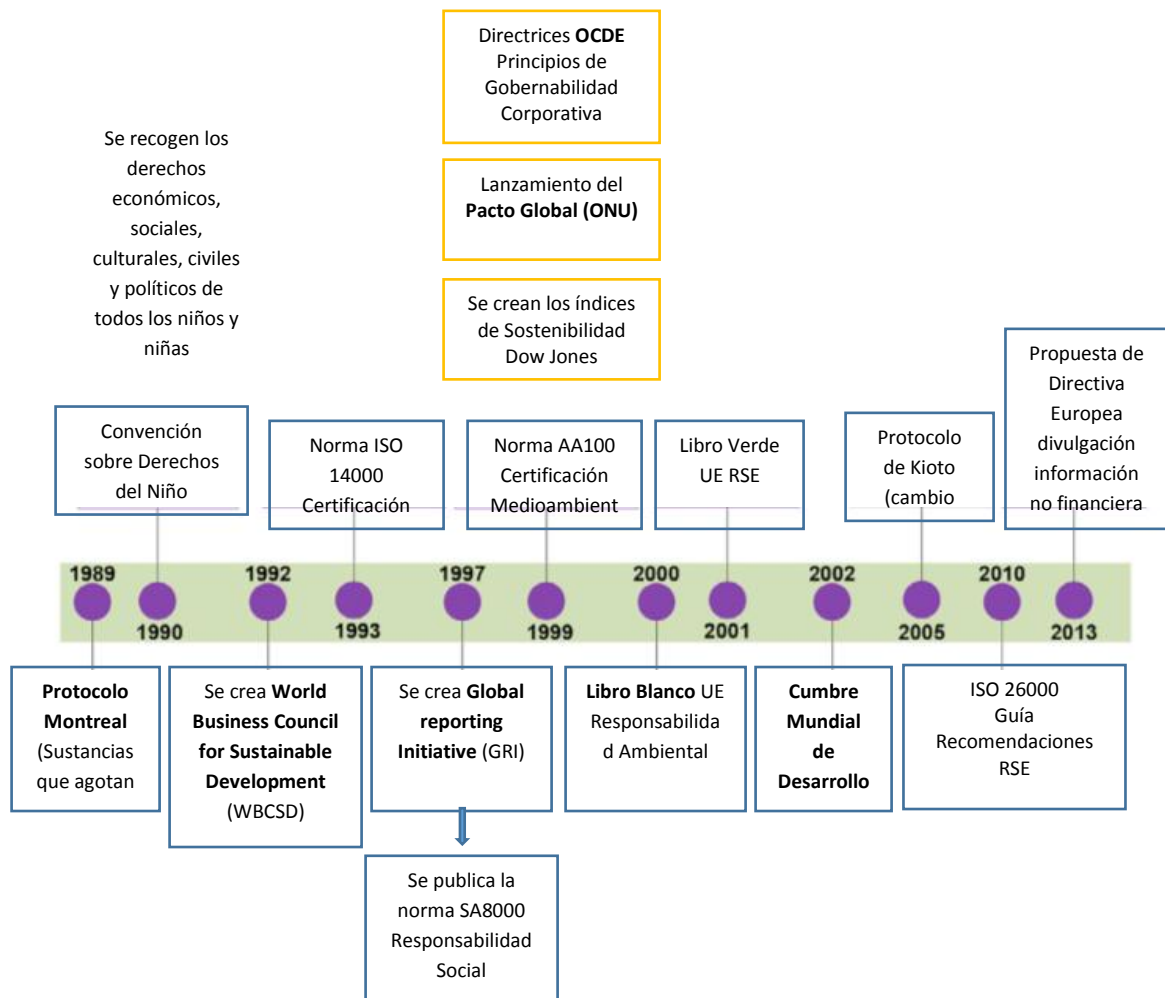 Directrices OCDE
Principios de
Gobernabilidad
Corporativa
Se recogen los
derechos
económicos,
sociales,
culturales, civiles
y políticos de
todos los niños y
niñas
Lanzamiento del
Pacto Global (ONU)
Se crean los índices
de Sostenibilidad
Dow Jones
Convención
sobre Derechos
del Niño
Norma ISO
14000
Certificación
Norma AA100
Certificación
Medioambient
Libro Verde
UE RSE
Protocolo
de Kioto
(cambio
Propuesta de
Directiva
Europea
divulgación
información
no financiera
1989
1990
1992
1993
1997
1999
2000
2001
2002
2005
2010
2013
Protocolo
Montreal
(Sustancias
que agotan
Se crea World
Business Council
for Sustainable
Development
(WBCSD)
Se crea Global
reporting
Initiative (GRI)
Libro Blanco UE
Responsabilida
d Ambiental
Cumbre
Mundial
de
Desarrollo
ISO 26000
Guía
Recomendaciones
RSE
Se publica la
norma SA8000
Responsabilidad
Social